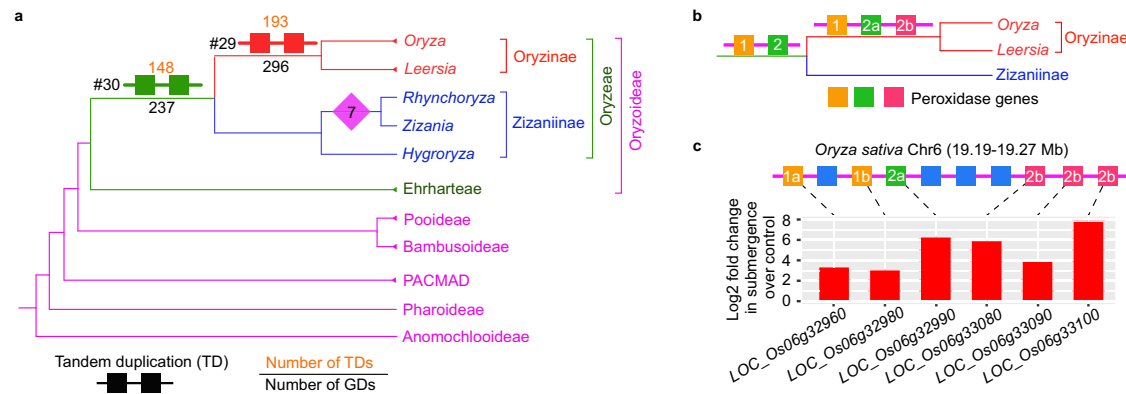 a
193
#29
296
Oryza
Leersia
Oryzinae
148
#30
237
7
Rhynchoryza
Zizania
Hygroryza
Zizaniinae
Oryzeae
Oryzoideae
Ehrharteae
Pooideae
Bambusoideae
PACMAD
Pharoideae
Anomochlooideae
Tandem duplication (TD)
Number of TDs
Number of GDs
b
1 2
1 2a 2b
Oryza
Leersia
Oryzinae
Zizaniinae
Peroxidase genes
c
Oryza sativa Chr6 (19.19-19.27 Mb)
1a 1b 2a 2b 2b 2b
Log2 fold change
in submergence
over control
8
6
4
2
0
LOC_Os06g32960
LOC_Os06g32980
LOC_Os06g32990
LOC_Os06g33080
LOC_Os06g33090
LOC_Os06g33100